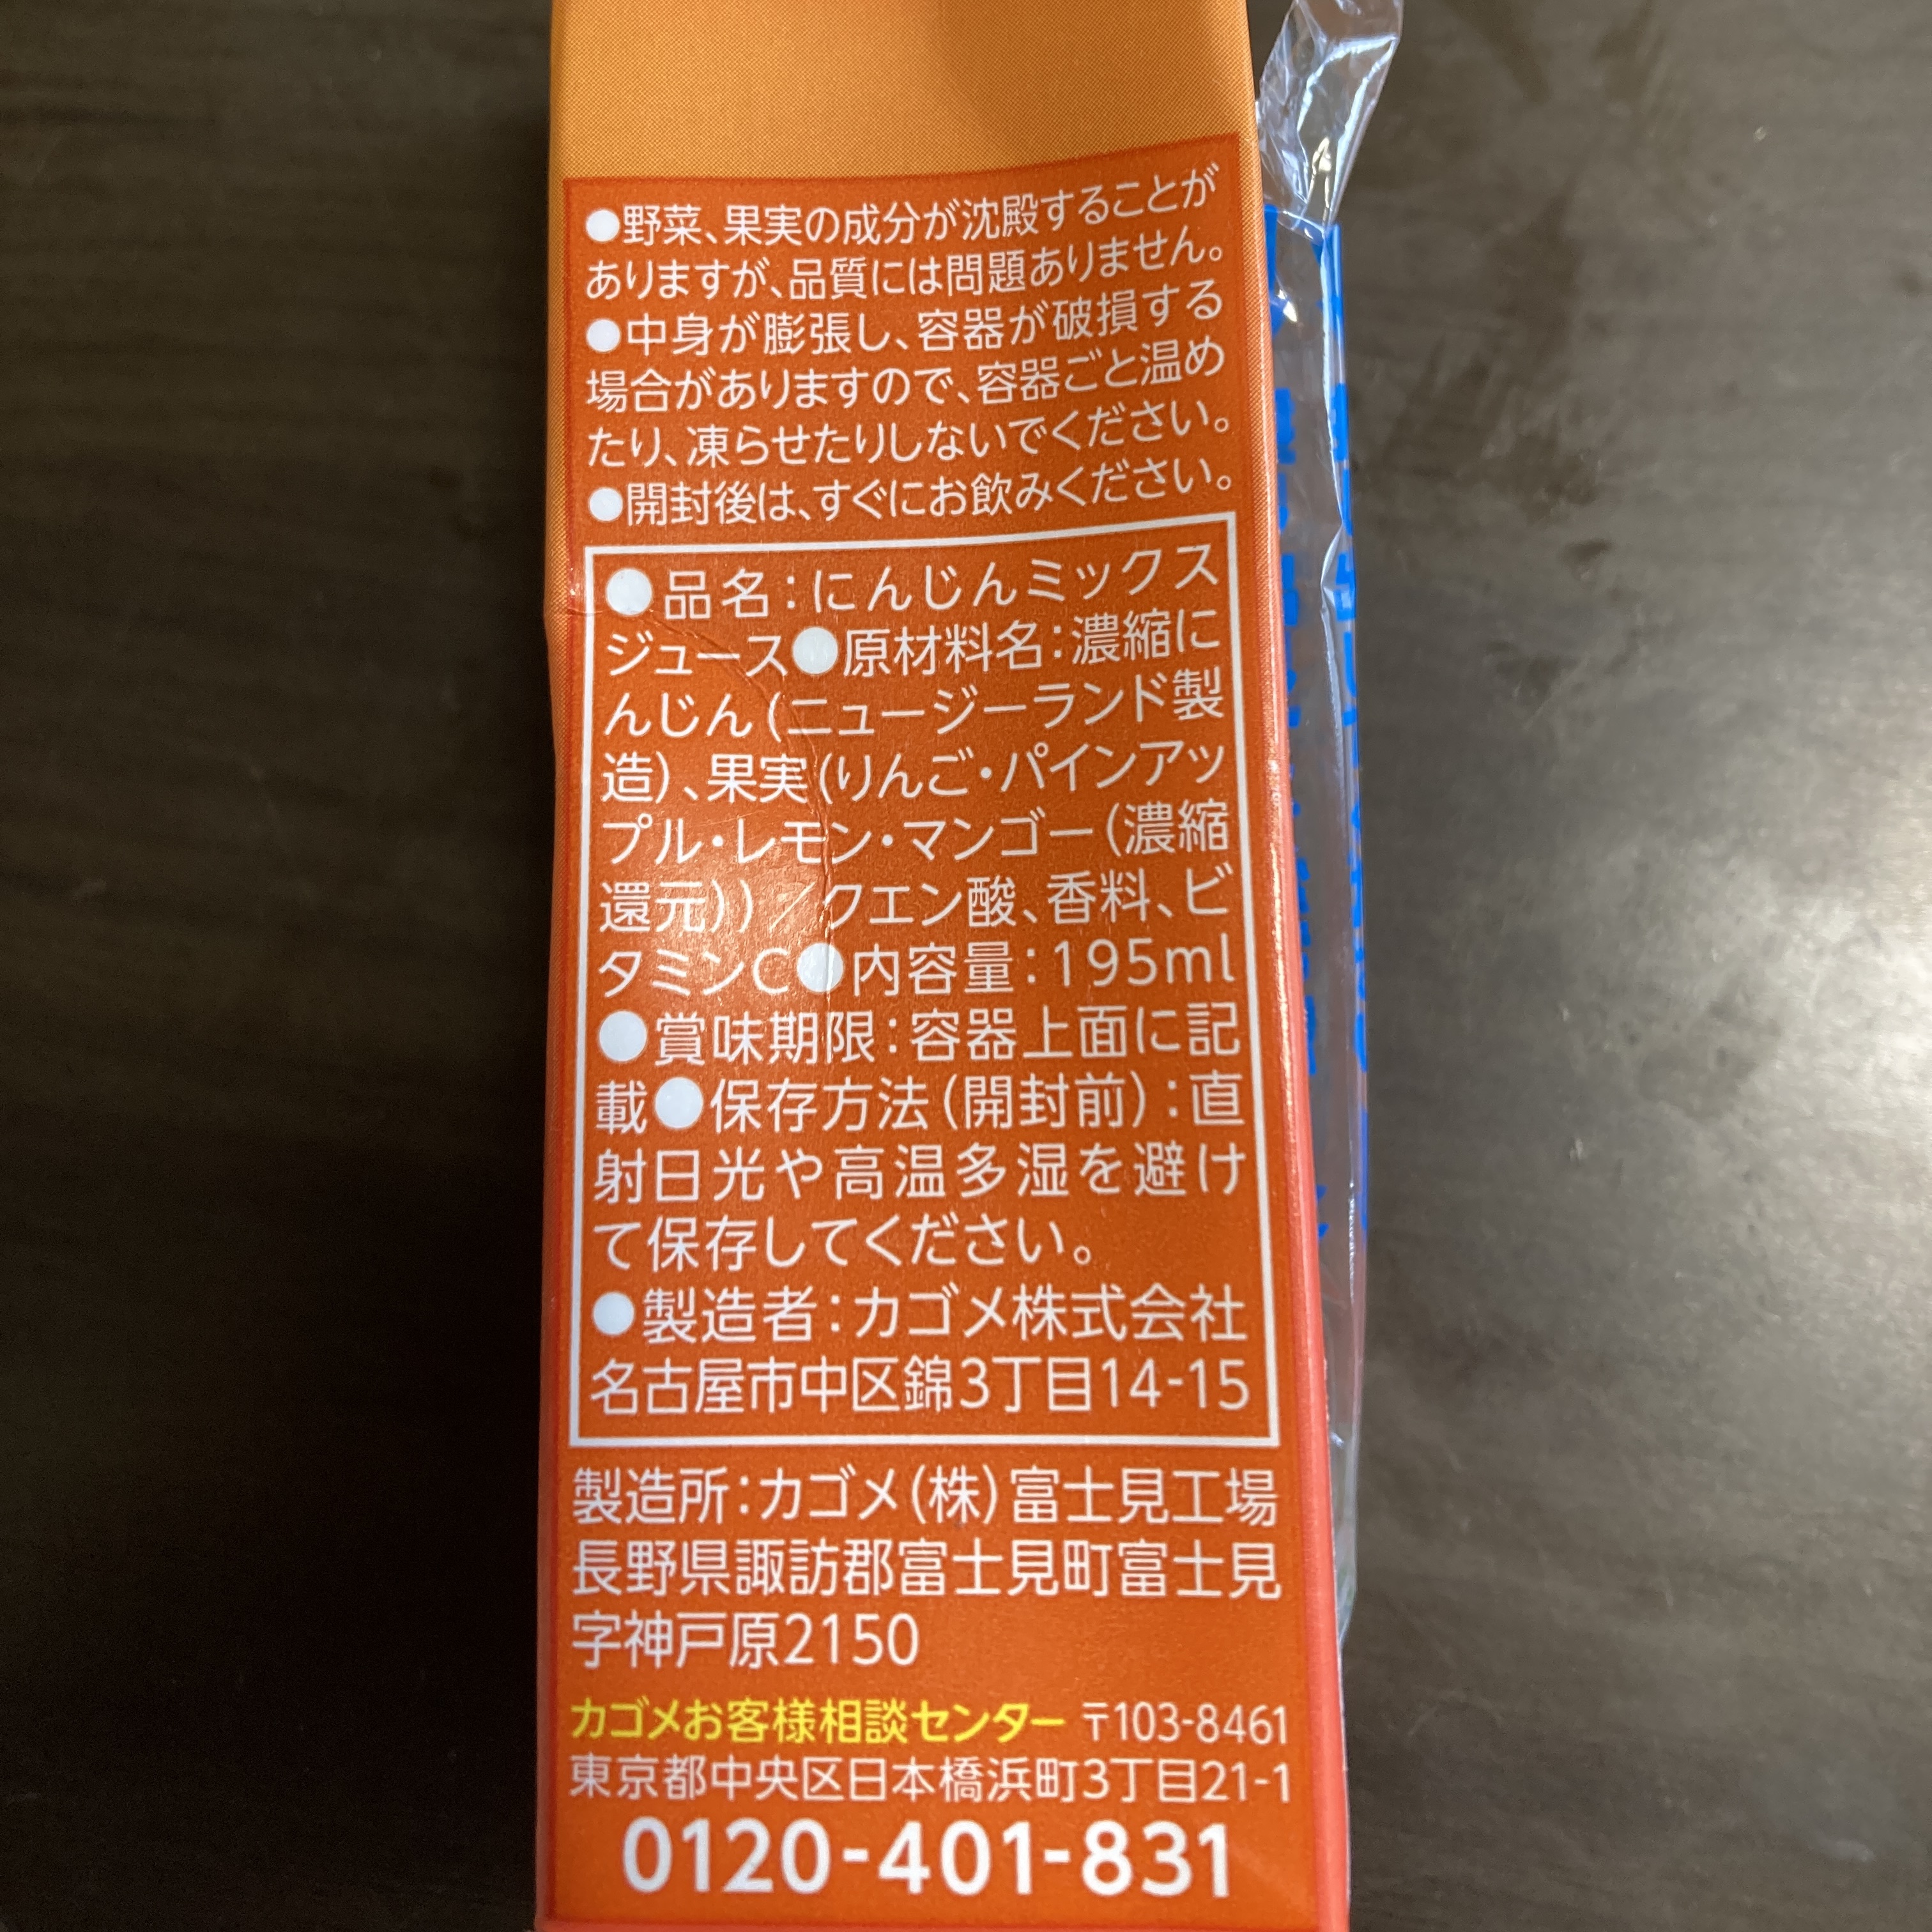 ●野菜、果実の成分が沈殿することが
ありますが、品質には問題ありません。
●中身が膨張し、容器が破損する
場合がありますので、容器ごと温め
たり、凍らせたりしないでください。
●開封後は、すぐにお飲みください。
●品名：にんじんミックス
ジュース●原材料名：濃縮に
んじん(ニュージーランド製
造)、果実(りんご・パインアッ
プル・レモン・マンゴー(濃縮
還元))／クエン酸、香料、ビ
タミンC●内容量：195ml
●賞味期限：容器上面に記
載●保存方法(開封前)：直
射日光や高温多湿を避け
て保存してください。
●製造者：カゴメ株式会社
名古屋市中区錦3丁目14-15
製造所：カゴメ(株)富士見工場
長野県諏訪郡富士見町富士見
字神戸原2150
カゴメお客様相談センター 〒103-8461
東京都中央区日本橋浜町3丁目21-1
0120-401-831